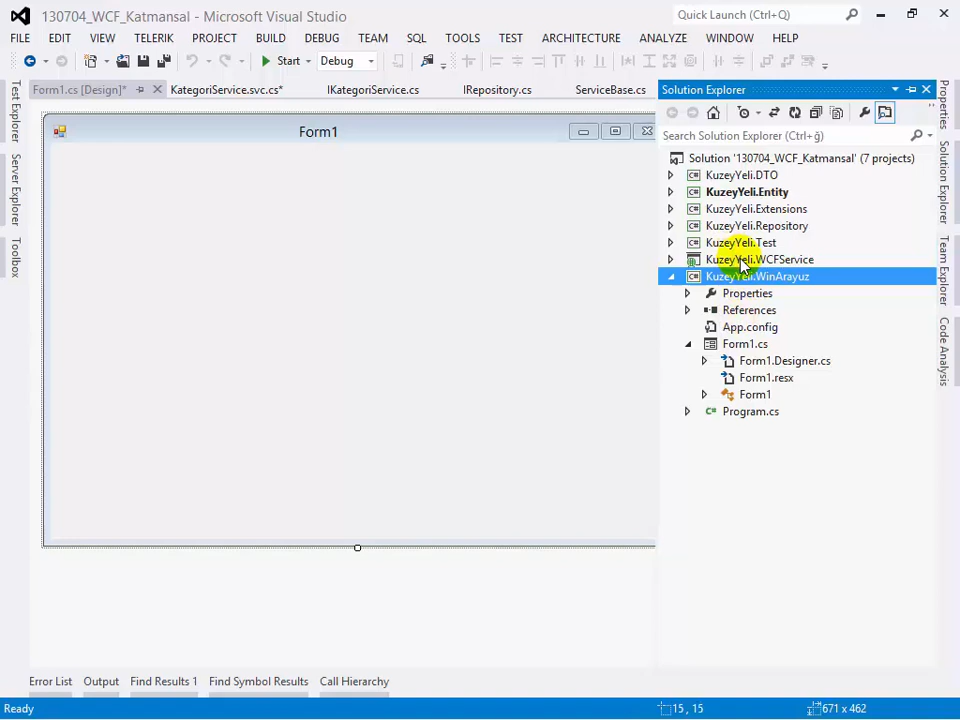 130704_WCF_Katmansal - Microsoft Visual Studio
Quick Launch (Ctrl+Q)
FILE EDIT VIEW TELERIK PROJECT BUILD DEBUG TEAM SQL TOOLS TEST ARCHITECTURE ANALYZE WINDOW HELP
Start Debug
Form1.cs [Design]* KategoriService.svc.cs* IKategoriService.cs IRepository.cs ServiceBase.cs
Test Explorer
Server Explorer
Toolbox
Form1
Solution Explorer
Search Solution Explorer (Ctrl+ğ)
Solution '130704_WCF_Katmansal' (7 projects)
KuzeyYeli.DTO
KuzeyYeli.Entity
KuzeyYeli.Extensions
KuzeyYeli.Repository
KuzeyYeli.Test
KuzeyYeli.WCFService
KuzeyYeli.WinArayuz
Properties
References
App.config
Form1.cs
Form1.Designer.cs
Form1.resx
Form1
Program.cs
Properties
Solution Explorer
Team Explorer
Code Analysis
Error List Output Find Results 1 Find Symbol Results Call Hierarchy
Ready 15 , 15 671 x 462